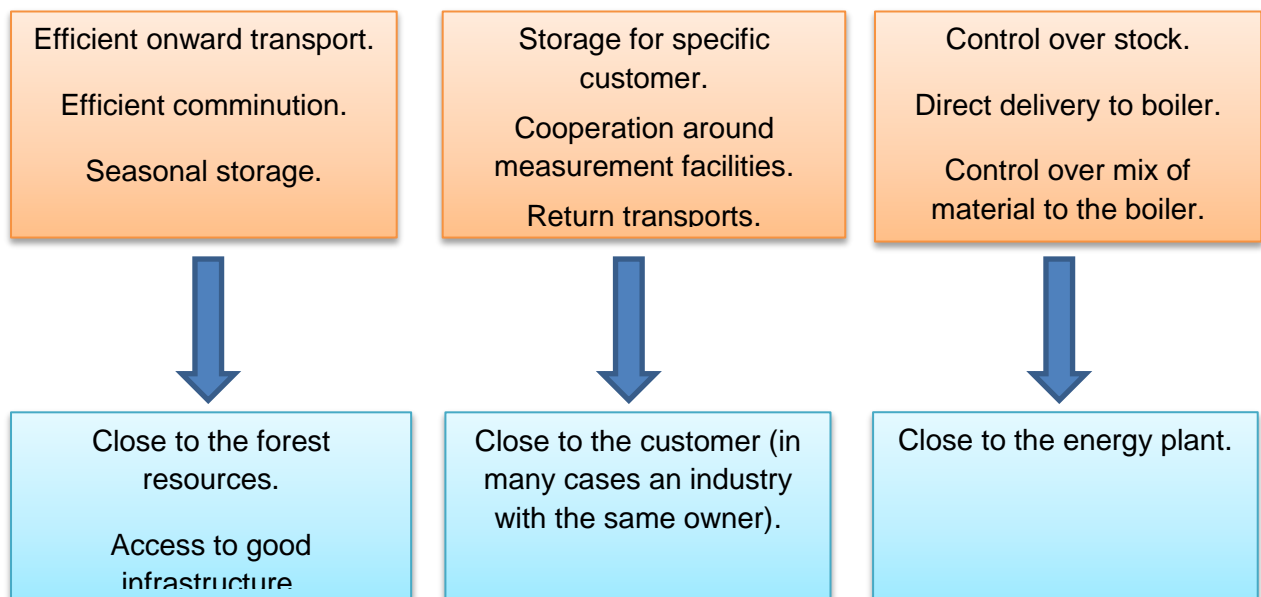 Efficient onward transport.
Efficient comminution.
Seasonal storage.
Storage for specific
customer.
Cooperation around
measurement facilities.
Return transports.
Control over stock.
Direct delivery to boiler.
Control over mix of
material to the boiler.
Close to the forest
resources.
Access to good
infrastructure
Close to the customer (in
many cases an industry
with the same owner).
Close to the energy plant.